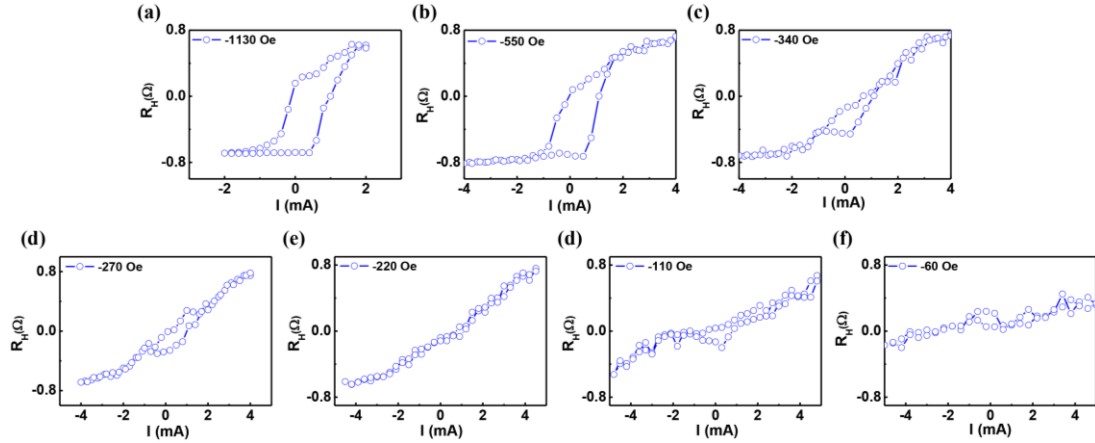 (a)
-1130 Oe
0.8
0.0
-0.8
R_H(Ω)
-2 0 2
I (mA)
(b)
-550 Oe
0.8
0.0
-0.8
R_H(Ω)
-4 -2 0 2 4
I (mA)
(c)
-340 Oe
0.8
0.0
-0.8
R_H(Ω)
-4 -2 0 2 4
I (mA)
(d)
-270 Oe
0.8
0.0
-0.8
R_H(Ω)
-4 -2 0 2 4
I (mA)
(e)
-220 Oe
0.8
0.0
-0.8
R_H(Ω)
-4 -2 0 2 4
I (mA)
(d)
-110 Oe
0.8
0.0
-0.8
R_H(Ω)
-4 -2 0 2 4
I (mA)
(f)
-60 Oe
0.8
0.0
-0.8
R_H(Ω)
-4 -2 0 2 4
I (mA)